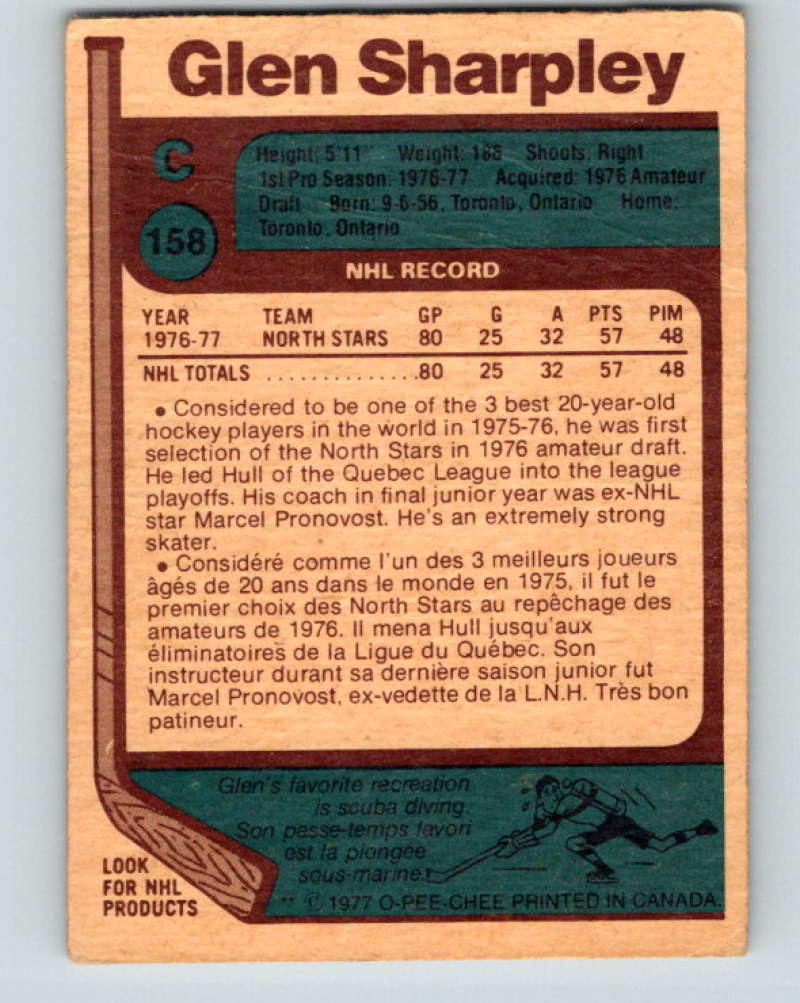 Glen Sharpley
C
Height: 5'11" Weight: 188 Shoots: Right
1st Pro Season: 1976-77 Acquired: 1976 Amateur
Draft Born: 9-6-56, Toronto, Ontario Home:
Toronto, Ontario
158
NHL RECORD
YEAR TEAM GP G A PTS PIM
1976-77 NORTH STARS 80 25 32 57 48
NHL TOTALS ...............80 25 32 57 48
• Considered to be one of the 3 best 20-year-old
hockey players in the world in 1975-76, he was first
selection of the North Stars in 1976 amateur draft.
He led Hull of the Quebec League into the league
playoffs. His coach in final junior year was ex-NHL
star Marcel Pronovost. He's an extremely strong
skater.
• Considéré comme l'un des 3 meilleurs joueurs
âgés de 20 ans dans le monde en 1975, il fut le
premier choix des North Stars au repêchage des
amateurs de 1976. Il mena Hull jusqu'aux
éliminatoires de la Ligue du Québec. Son
instructeur durant sa dernière saison junior fut
Marcel Pronovost, ex-vedette de la L.N.H. Très bon
patineur.
Glen's favorite recreation
is scuba diving.
Son passe-temps favori
est la plongée
sous-marine.
LOOK
FOR NHL
PRODUCTS
** © 1977 O-PEE-CHEE PRINTED IN CANADA.